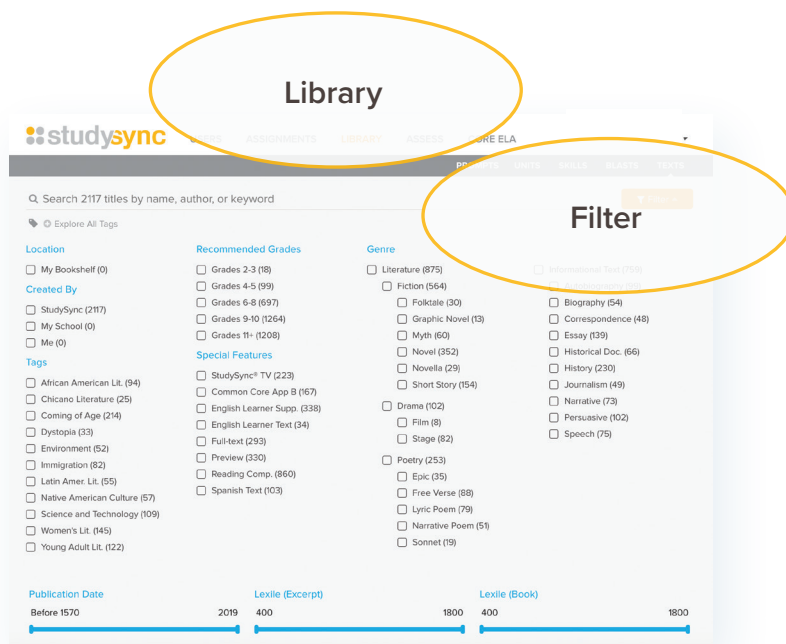 Library
studysync
ASSIGNMENTS LIBRARY ASSESS CORE ELA
UNITS SKILLS BLASTS TEXTS
Search 2117 titles by name, author, or keyword
Filter
Explore All Tags
Location
My Bookshelf (0)
Created By
StudySync (2117)
My School (0)
Me (0)
Tags
African American Lit. (94)
Chicano Literature (25)
Coming of Age (214)
Dystopia (33)
Environment (52)
Immigration (82)
Latin Amer. Lit. (55)
Native American Culture (57)
Science and Technology (109)
Women's Lit. (145)
Young Adult Lit. (122)
Recommended Grades
Grades 2-3 (18)
Grades 4-5 (99)
Grades 6-8 (697)
Grades 9-10 (1264)
Grades 11+ (1208)
Special Features
StudySync® TV (223)
Common Core App B (167)
English Learner Supp. (338)
English Learner Text (34)
Full-text (293)
Preview (330)
Reading Comp. (860)
Spanish Text (103)
Genre
Literature (875)
Fiction (564)
Folktale (30)
Graphic Novel (13)
Myth (60)
Novel (352)
Novella (29)
Short Story (154)
Drama (102)
Film (8)
Stage (82)
Poetry (253)
Epic (35)
Free Verse (88)
Lyric Poem (79)
Narrative Poem (51)
Sonnet (19)
Informational Text (799)
Biography (54)
Correspondence (48)
Essay (139)
Historical Doc. (66)
History (230)
Journalism (49)
Narrative (73)
Persuasive (102)
Speech (75)
Publication Date
Before 1570 2019
Lexile (Excerpt)
400 1800
Lexile (Book)
400 1800